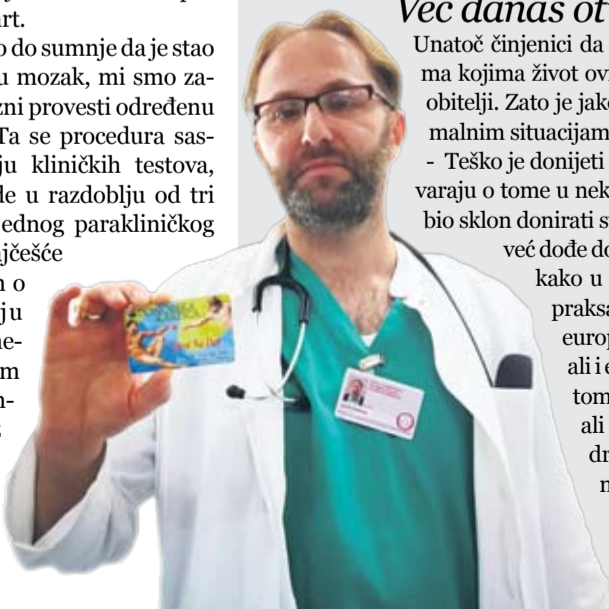 rt.
o do sumnje da je stao
u mozak, mi smo za-
zni provesti određenu
Ta se procedura sas-
ju kliničkih testova,
de u razdoblju od tri
ednog parakliničkog
jčešće
n o
ju
ne-
m
n-
Već danas ot
Unatoč činjenici da
ma kojima život ovi
obitelji. Zato je jako
malnim situacijam
- Teško je donijeti
varaju o tome u nek
bio sklon donirati s
već dođe do
kako u
praksa
europ
ali i e
tom
ali
dr
n